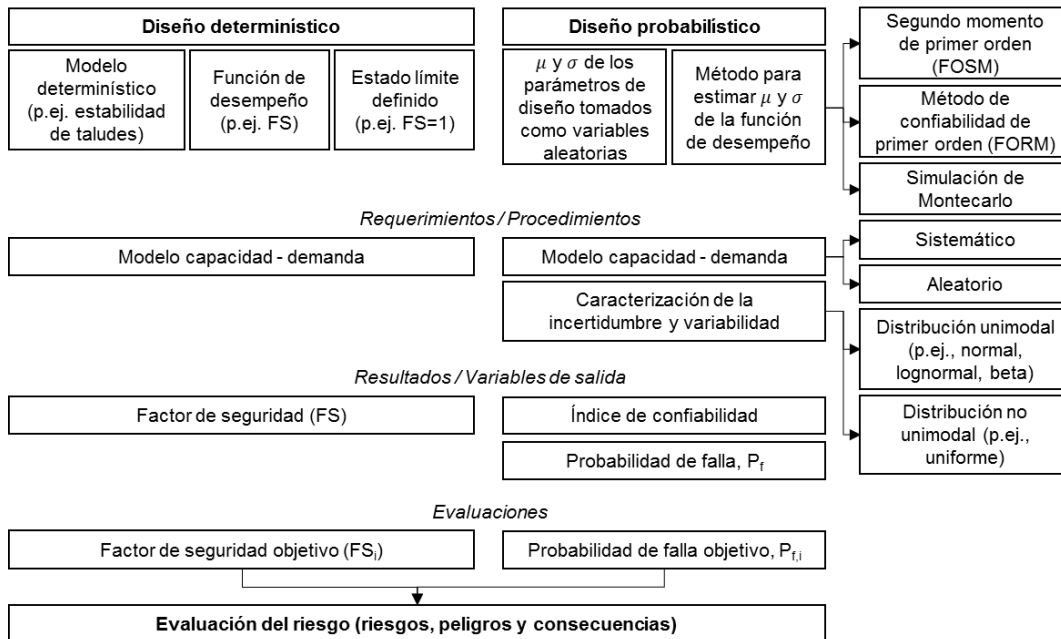 Diseño determinístico
Modelo
determinístico
(p.ej. estabilidad
de taludes)
Función de
desempeño
(p.ej. FS)
Estado límite
definido
(p.ej. FS=1)
Diseño probabilístico
μ y σ de los
parámetros de
diseño tomados
como variables
aleatorias
Método para
estimar μ y σ
de la función
de desempeño
Segundo momento
de primer orden
(FOSM)
Método de
confiabilidad de
primer orden (FORM)
Simulación de
Montecarlo
Requerimientos / Procedimientos
Modelo capacidad - demanda
Modelo capacidad - demanda
Sistemático
Aleatorio
Caracterización de la
incertidumbre y variabilidad
Distribución unimodal
(p.ej., normal,
lognormal, beta)
Distribución no
unimodal (p.ej.,
uniforme)
Resultados / Variables de salida
Factor de seguridad (FS)
Índice de confiabilidad
Probabilidad de falla, Pf
Evaluaciones
Factor de seguridad objetivo (FSi)
Probabilidad de falla objetivo, Pf,i
Evaluación del riesgo (riesgos, peligros y consecuencias)